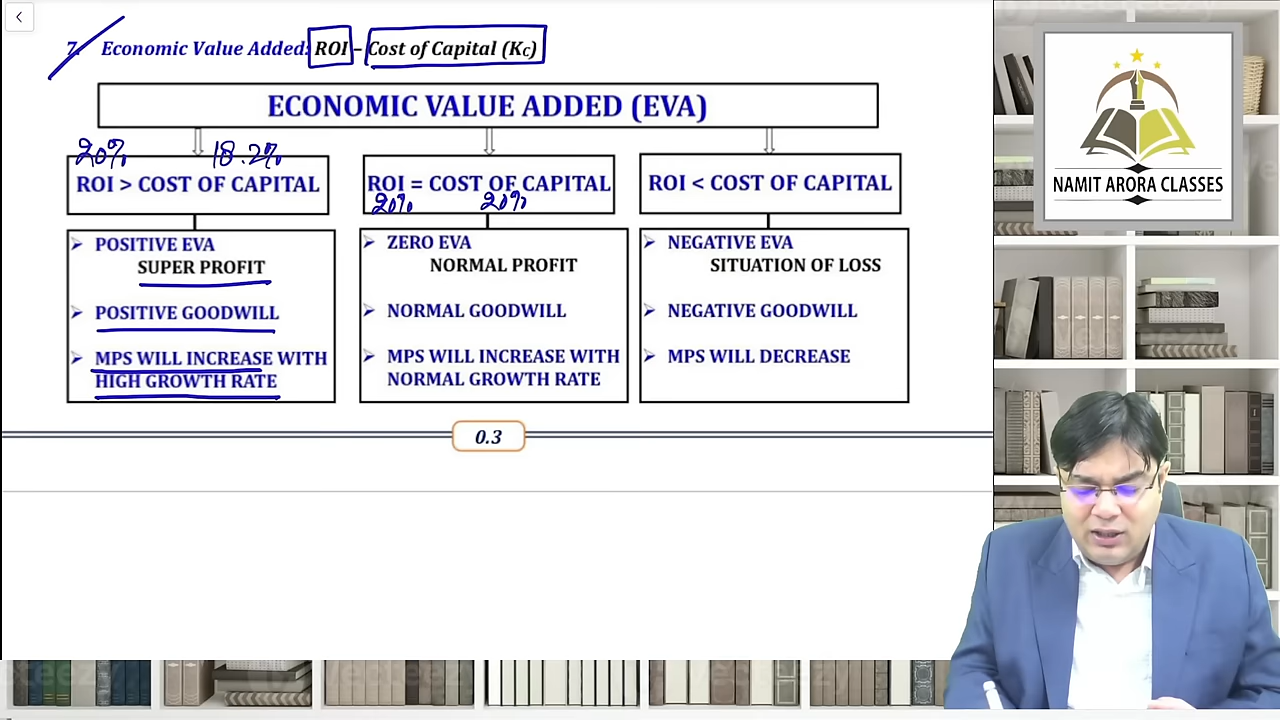 7. Economic Value Added: ROI – Cost of Capital (KC)
ECONOMIC VALUE ADDED (EVA)
20% 18.2%
ROI > COST OF CAPITAL
POSITIVE EVA
SUPER PROFIT
POSITIVE GOODWILL
MPS WILL INCREASE WITH
HIGH GROWTH RATE
ROI = COST OF CAPITAL
20% 20%
ZERO EVA
NORMAL PROFIT
NORMAL GOODWILL
MPS WILL INCREASE WITH
NORMAL GROWTH RATE
ROI < COST OF CAPITAL
NEGATIVE EVA
SITUATION OF LOSS
NEGATIVE GOODWILL
MPS WILL DECREASE
0.3
NAMIT ARORA CLASSES